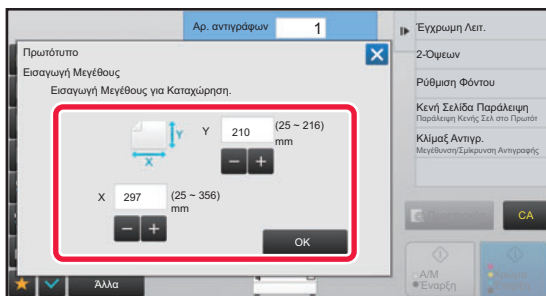 Αρ. αντιγράφων 1
Πρωτότυπο
Εισαγωγή Μεγέθους
Εισαγωγή Μεγέθους για Καταχώρηση.
Y
X
Y 210 (25 ~ 216)
mm
X 297 (25 ~ 356)
mm
OK
Άλλα
Έγχρωμη Λειτ.
2-Όψεων
Ρύθμιση Φόντου
Κενή Σελίδα Παράλειψη
Παράλειψη Κενής Σελ στο Πρωτότ
Κλίμαξ Αντιγρ.
Μεγέθυνση/Σμίκρυνση Αντιγραφής
CA
A/M
Έναρξη